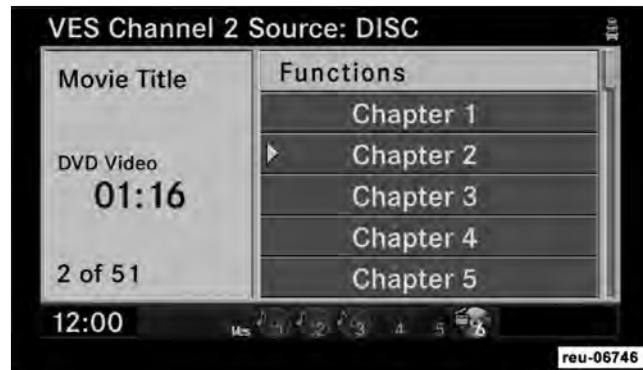 VES Channel 2 Source: DISC
Movie Title
DVD Video
01:16
2 of 51
Functions
Chapter 1
Chapter 2
Chapter 3
Chapter 4
Chapter 5
12:00
1 2 3 4 5 6
reu-06746